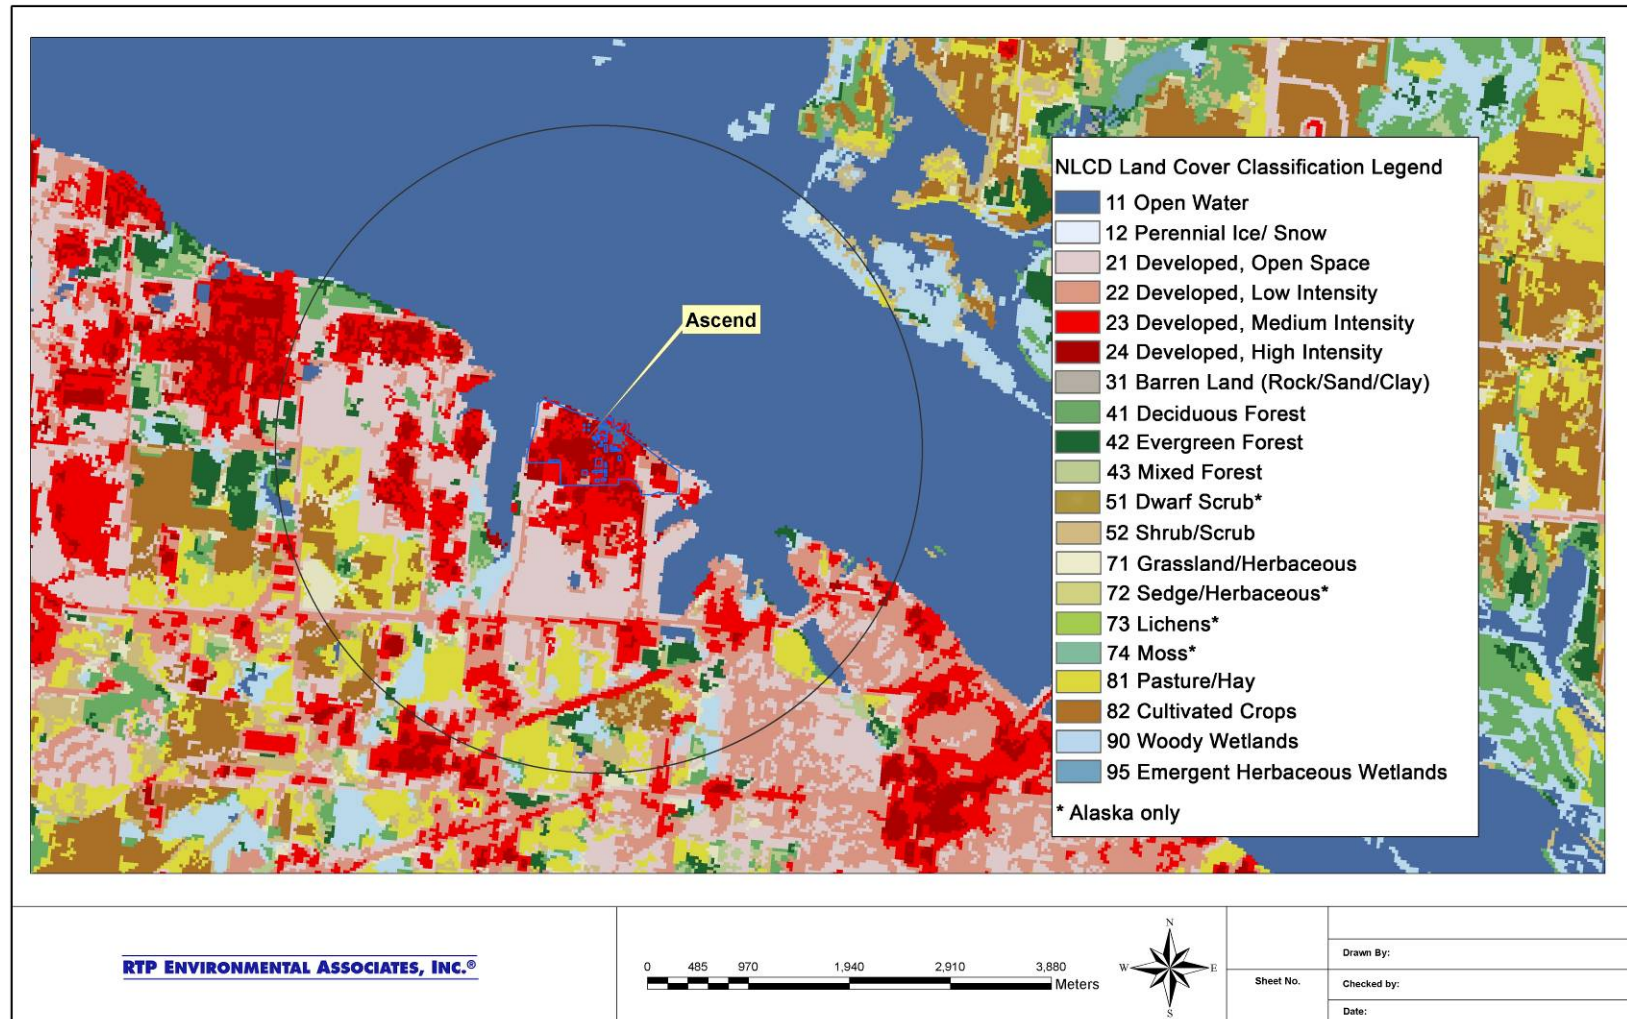 Ascend
NLCD Land Cover Classification Legend
11 Open Water
12 Perennial Ice/ Snow
21 Developed, Open Space
22 Developed, Low Intensity
23 Developed, Medium Intensity
24 Developed, High Intensity
31 Barren Land (Rock/Sand/Clay)
41 Deciduous Forest
42 Evergreen Forest
43 Mixed Forest
51 Dwarf Scrub*
52 Shrub/Scrub
71 Grassland/Herbaceous
72 Sedge/Herbaceous*
73 Lichens*
74 Moss*
81 Pasture/Hay
82 Cultivated Crops
90 Woody Wetlands
95 Emergent Herbaceous Wetlands
* Alaska only
RTP ENVIRONMENTAL ASSOCIATES, INC.®
0 485 970 1,940 2,910 3,880
Meters
N
W E
S
Sheet No.
Drawn By:
Checked by:
Date: